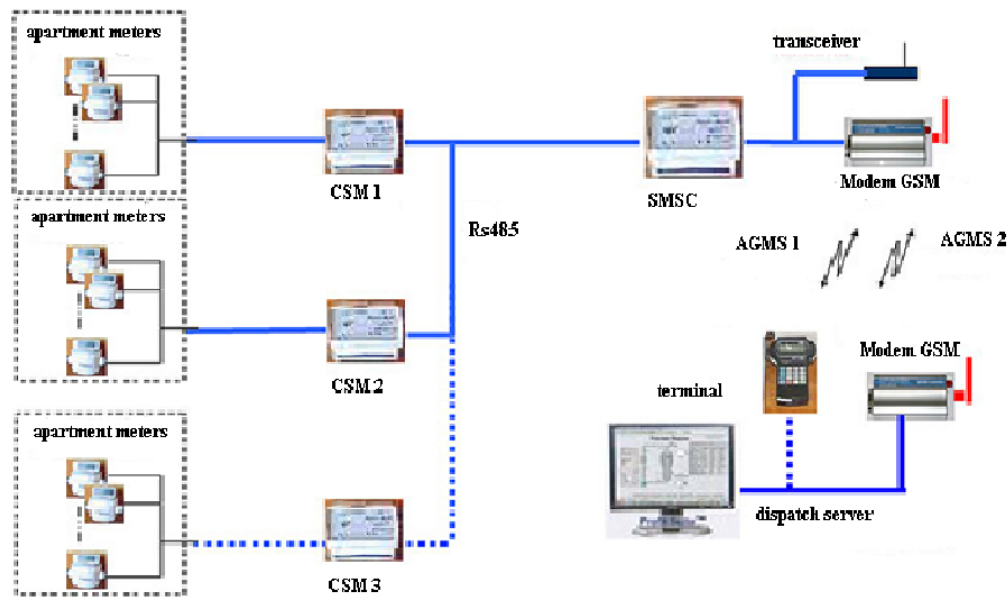 apartment meters
transceiver
CSM 1
SMSC
Modem GSM
apartment meters
Rs485
AGMS 1
AGMS 2
CSM 2
Modem GSM
terminal
apartment meters
dispatch server
CSM 3